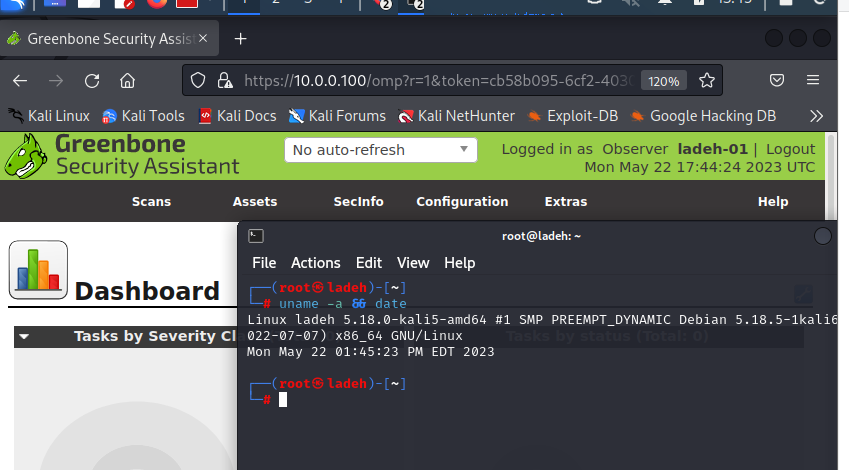 Greenbone Security Assist
https://10.0.0.100/omp?r=1&token=cb58b095-6cf2-403
120%
Kali Linux Kali Tools Kali Docs Kali Forums Kali NetHunter Exploit-DB Google Hacking DB
Greenbone
Security Assistant
No auto-refresh
Logged in as Observer ladeh-01 | Logout
Mon May 22 17:44:24 2023 UTC
Scans Assets SecInfo Configuration Extras Help
Dashboard
Tasks by Severity Cl
Tasks by status (Total: 0)
root@ladeh: ~
File Actions Edit View Help
┌──(root㉿ladeh)-[~]
└─# uname -a && date
Linux ladeh 5.18.0-kali5-amd64 #1 SMP PREEMPT_DYNAMIC Debian 5.18.5-1kali6
022-07-07) x86_64 GNU/Linux
Mon May 22 01:45:23 PM EDT 2023
┌──(root㉿ladeh)-[~]
└─#